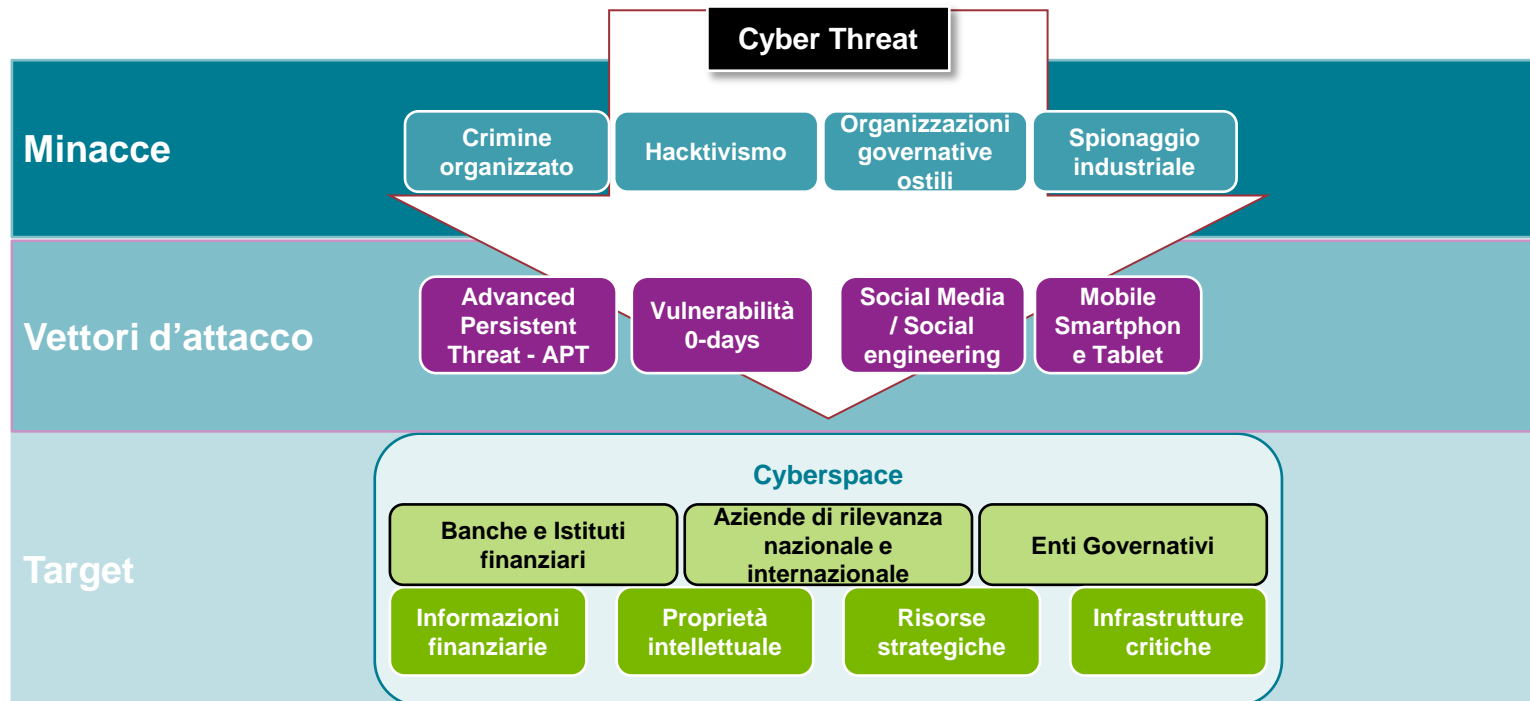 Cyber Threat
Minacce
Crimine
organizzato
Hacktivismo
Organizzazioni
governative
ostili
Spionaggio
industriale
Vettori d’attacco
Advanced
Persistent
Threat - APT
Vulnerabilità
0-days
Social Media
/ Social
engineering
Mobile
Smartphon
e Tablet
Target
Cyberspace
Banche e Istituti
finanziari
Aziende di rilevanza
nazionale e
internazionale
Enti Governativi
Informazioni
finanziarie
Proprietà
intellettuale
Risorse
strategiche
Infrastrutture
critiche